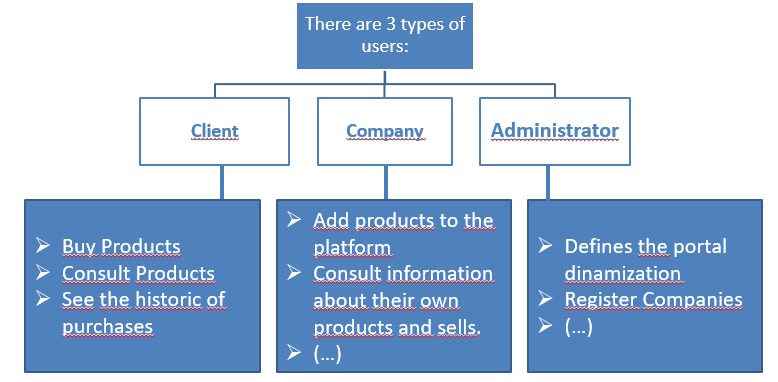 There are 3 types of
users:
Client
Company
Administrator
➢ Buy Products
➢ Consult Products
➢ See the historic of
purchases
➢ Add products to the
platform
➢ Consult information
about their own
products and sells.
➢ (...)
➢ Defines the portal
dinamization
➢ Register Companies
➢ (...)